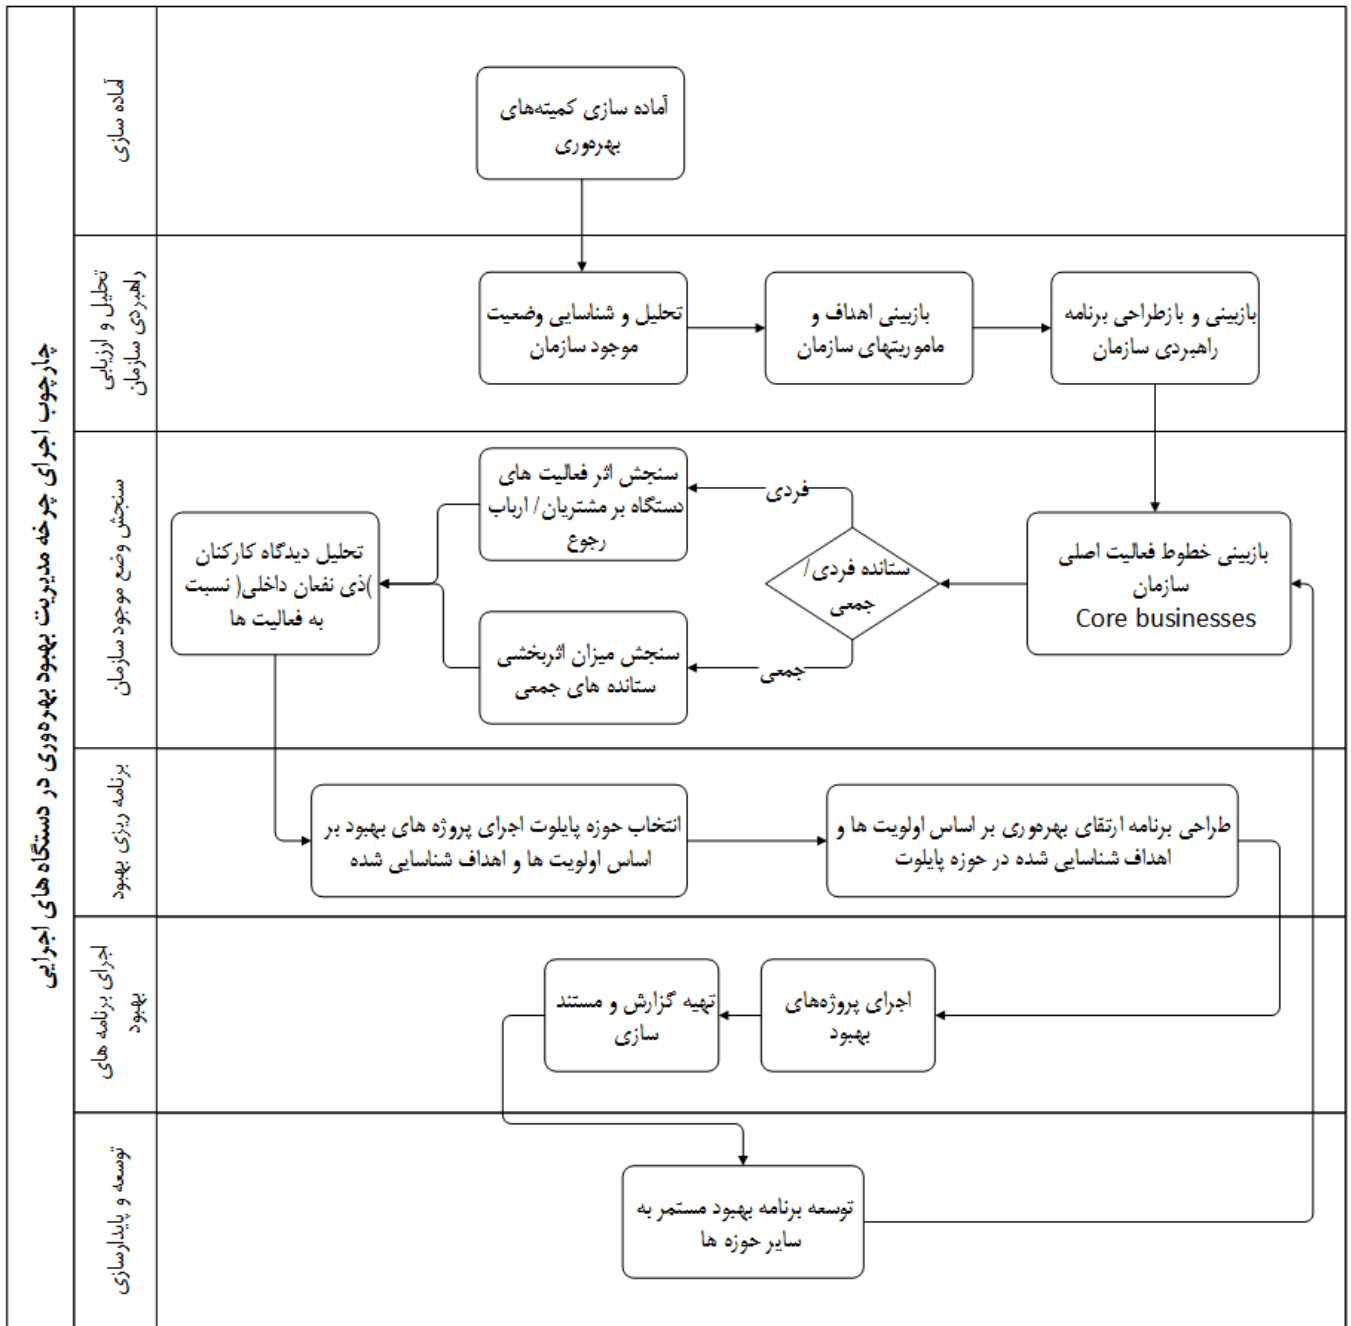 چارچوب اجرای چرخه مدیریت بهبود بهره‌وری در دستگاه های اجرایی
آماده سازی
آماده سازی کمیته‌های
بهره‌وری
تحلیل و ارزیابی
راهبردی سازمان
تحلیل و شناسایی وضعیت
موجود سازمان
بازبینی اهداف و
ماموریتهای سازمان
بازبینی و بازطراحی برنامه
راهبردی سازمان
سنجش وضع موجود سازمان
بازبینی خطوط فعالیت اصلی
سازمان
Core businesses
ستانده فردی/
جمعی
فردی
جمعی
سنجش اثر فعالیت های
دستگاه بر مشتریان/ ارباب
رجوع
سنجش میزان اثربخشی
ستانده های جمعی
تحلیل دیدگاه کارکنان
)ذی نفعان داخلی( نسبت
به فعالیت ها
برنامه ریزی بهبود
انتخاب حوزه پایلوت اجرای پروژه های بهبود بر
اساس اولویت ها و اهداف شناسایی شده
طراحی برنامه ارتقای بهره‌وری بر اساس اولویت ها و
اهداف شناسایی شده در حوزه پایلوت
اجرای برنامه های
بهبود
اجرای پروژه‌های
بهبود
تهیه گزارش و مستند
سازی
توسعه و پایدارسازی
توسعه برنامه بهبود مستمر به
سایر حوزه ها